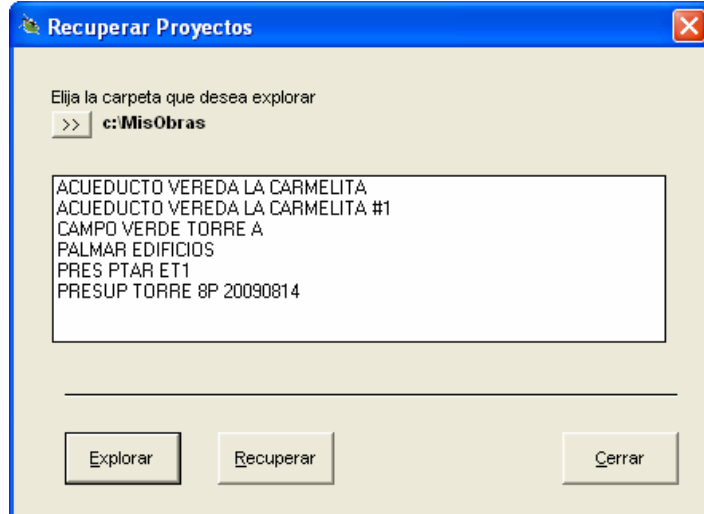 Recuperar Proyectos
Elija la carpeta que desea explorar
>> c:\MisObras
ACUEDUCTO VEREDA LA CARMELITA
ACUEDUCTO VEREDA LA CARMELITA #1
CAMPO VERDE TORRE A
PALMAR EDIFICIOS
PRES PTAR ET1
PRESUP TORRE 8P 20090814
Explorar Recuperar Cerrar